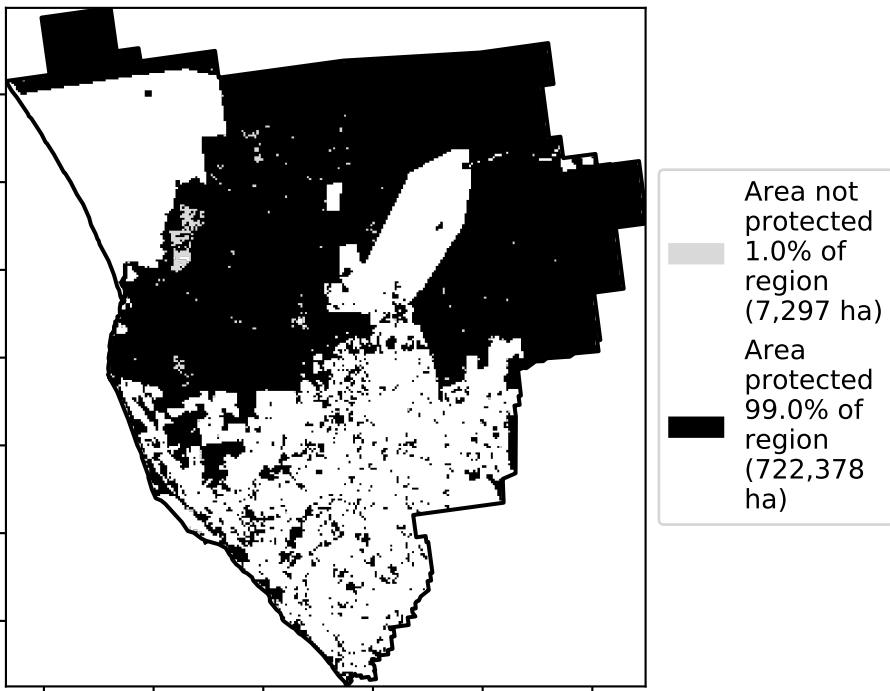 Area not
protected
1.0% of
region
(7,297 ha)
Area
protected
99.0% of
region
(722,378
ha)